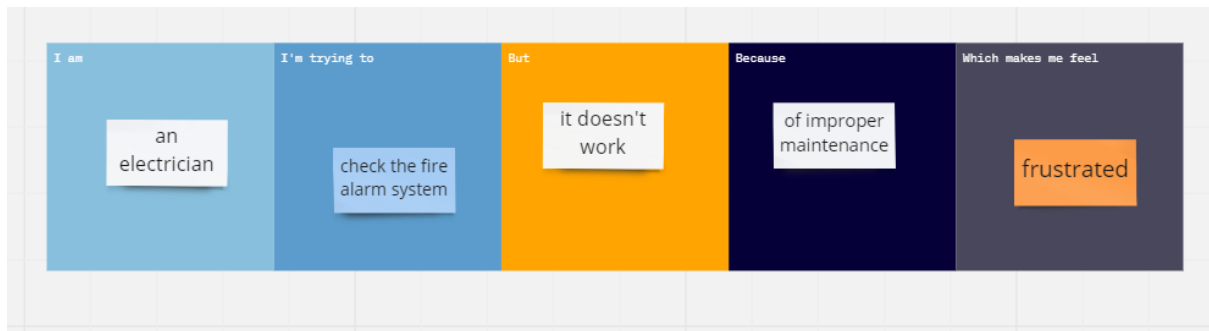 I am
an
electrician
I'm trying to
check the fire
alarm system
But
it doesn't
work
Because
of improper
maintenance
Which makes me feel
frustrated